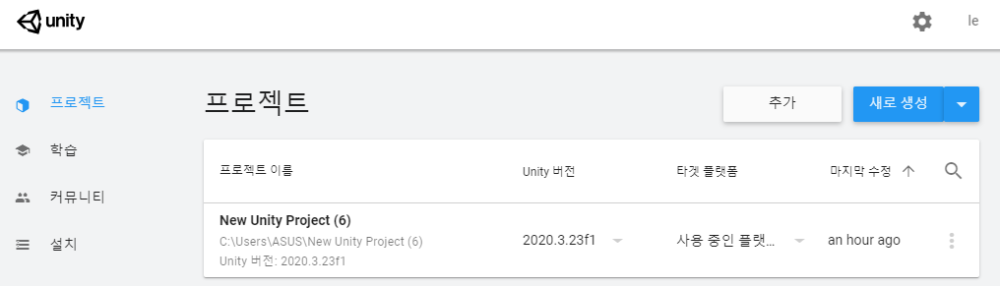 unity
le
프로젝트
학습
커뮤니티
설치
프로젝트
추가
새로 생성
프로젝트 이름
Unity 버전
타겟 플랫폼
마지막 수정
New Unity Project (6)
C:\Users\ASUS\New Unity Project (6)
Unity 버전: 2020.3.23f1
2020.3.23f1
사용 중인 플랫...
an hour ago